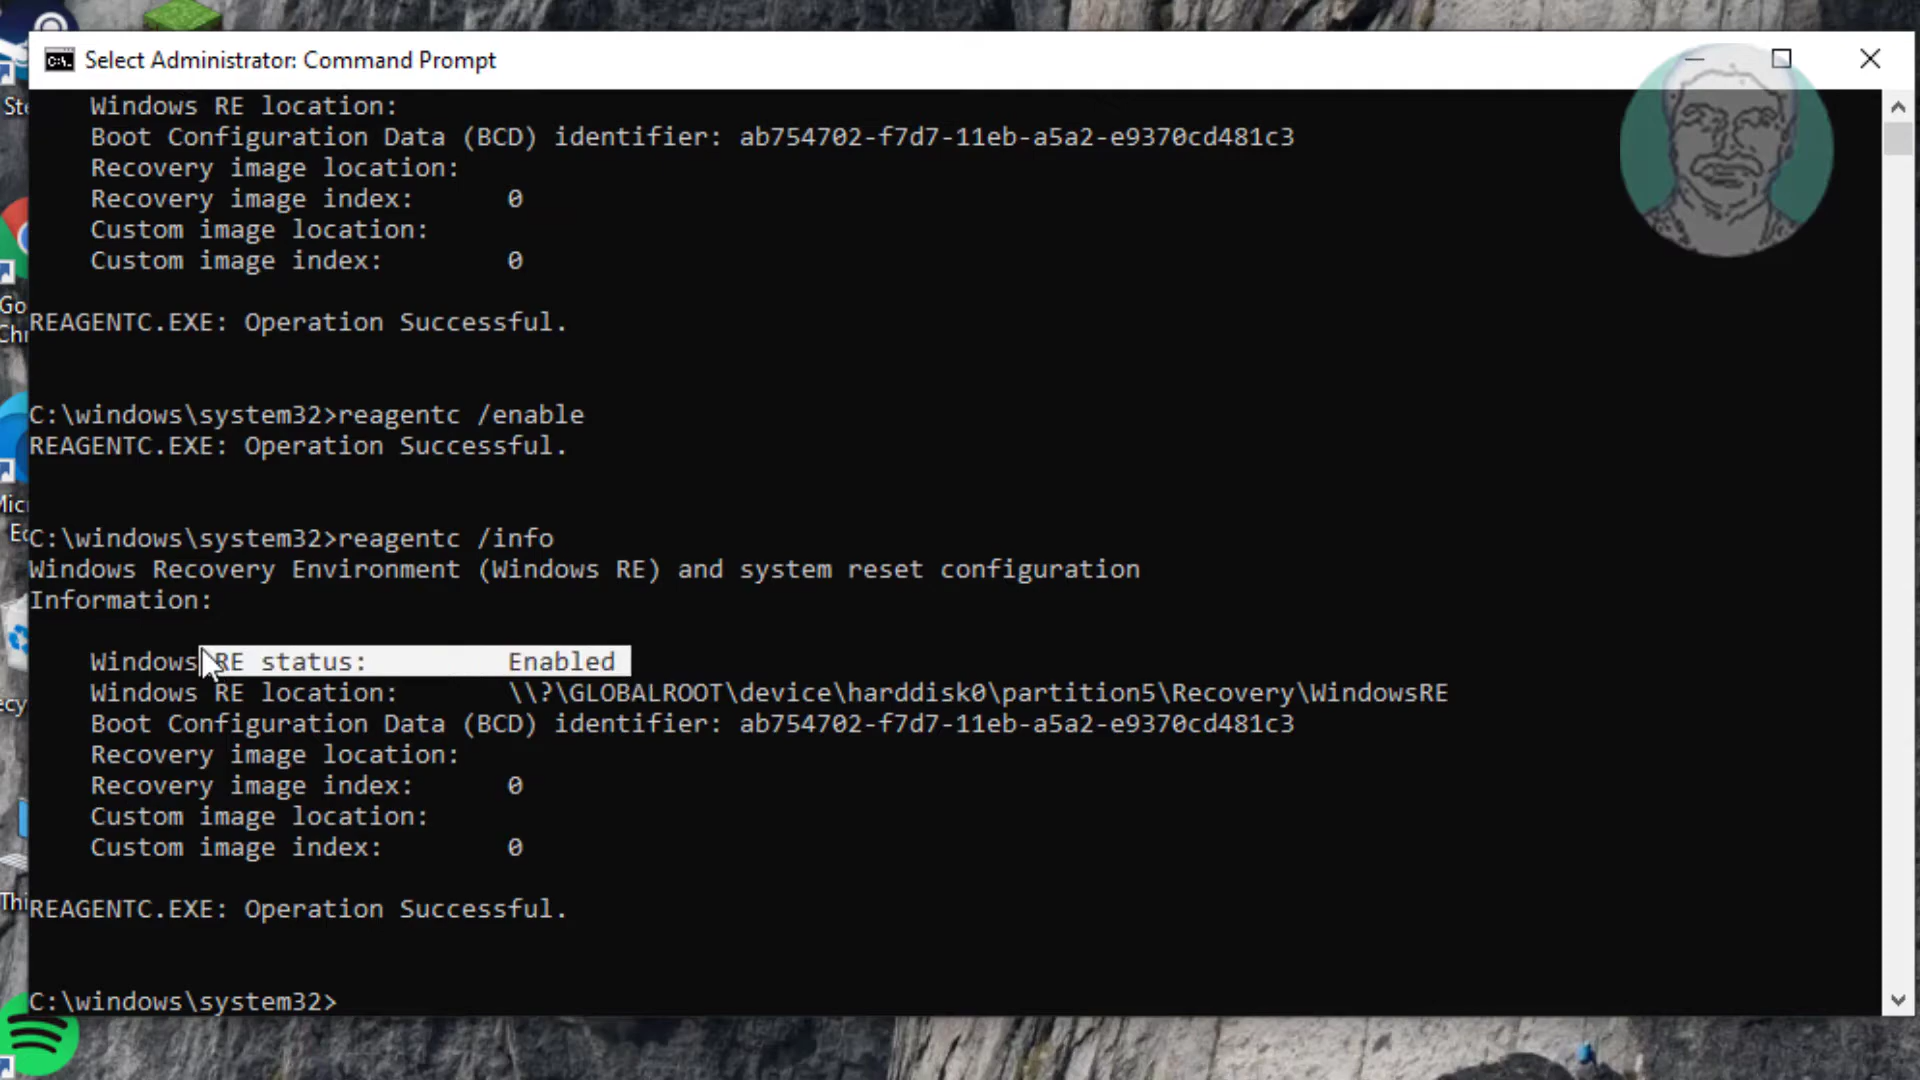 Select Administrator: Command Prompt
Windows RE location:
Boot Configuration Data (BCD) identifier: ab754702-f7d7-11eb-a5a2-e9370cd481c3
Recovery image location:
Recovery image index: 0
Custom image location:
Custom image index: 0
REAGENTC.EXE: Operation Successful.
C:\windows\system32>reagentc /enable
REAGENTC.EXE: Operation Successful.
C:\windows\system32>reagentc /info
Windows Recovery Environment (Windows RE) and system reset configuration
Information:
Windows RE status: Enabled
Windows RE location: \\?\GLOBALROOT\device\harddisk0\partition5\Recovery\WindowsRE
Boot Configuration Data (BCD) identifier: ab754702-f7d7-11eb-a5a2-e9370cd481c3
Recovery image location:
Recovery image index: 0
Custom image location:
Custom image index: 0
REAGENTC.EXE: Operation Successful.
C:\windows\system32>